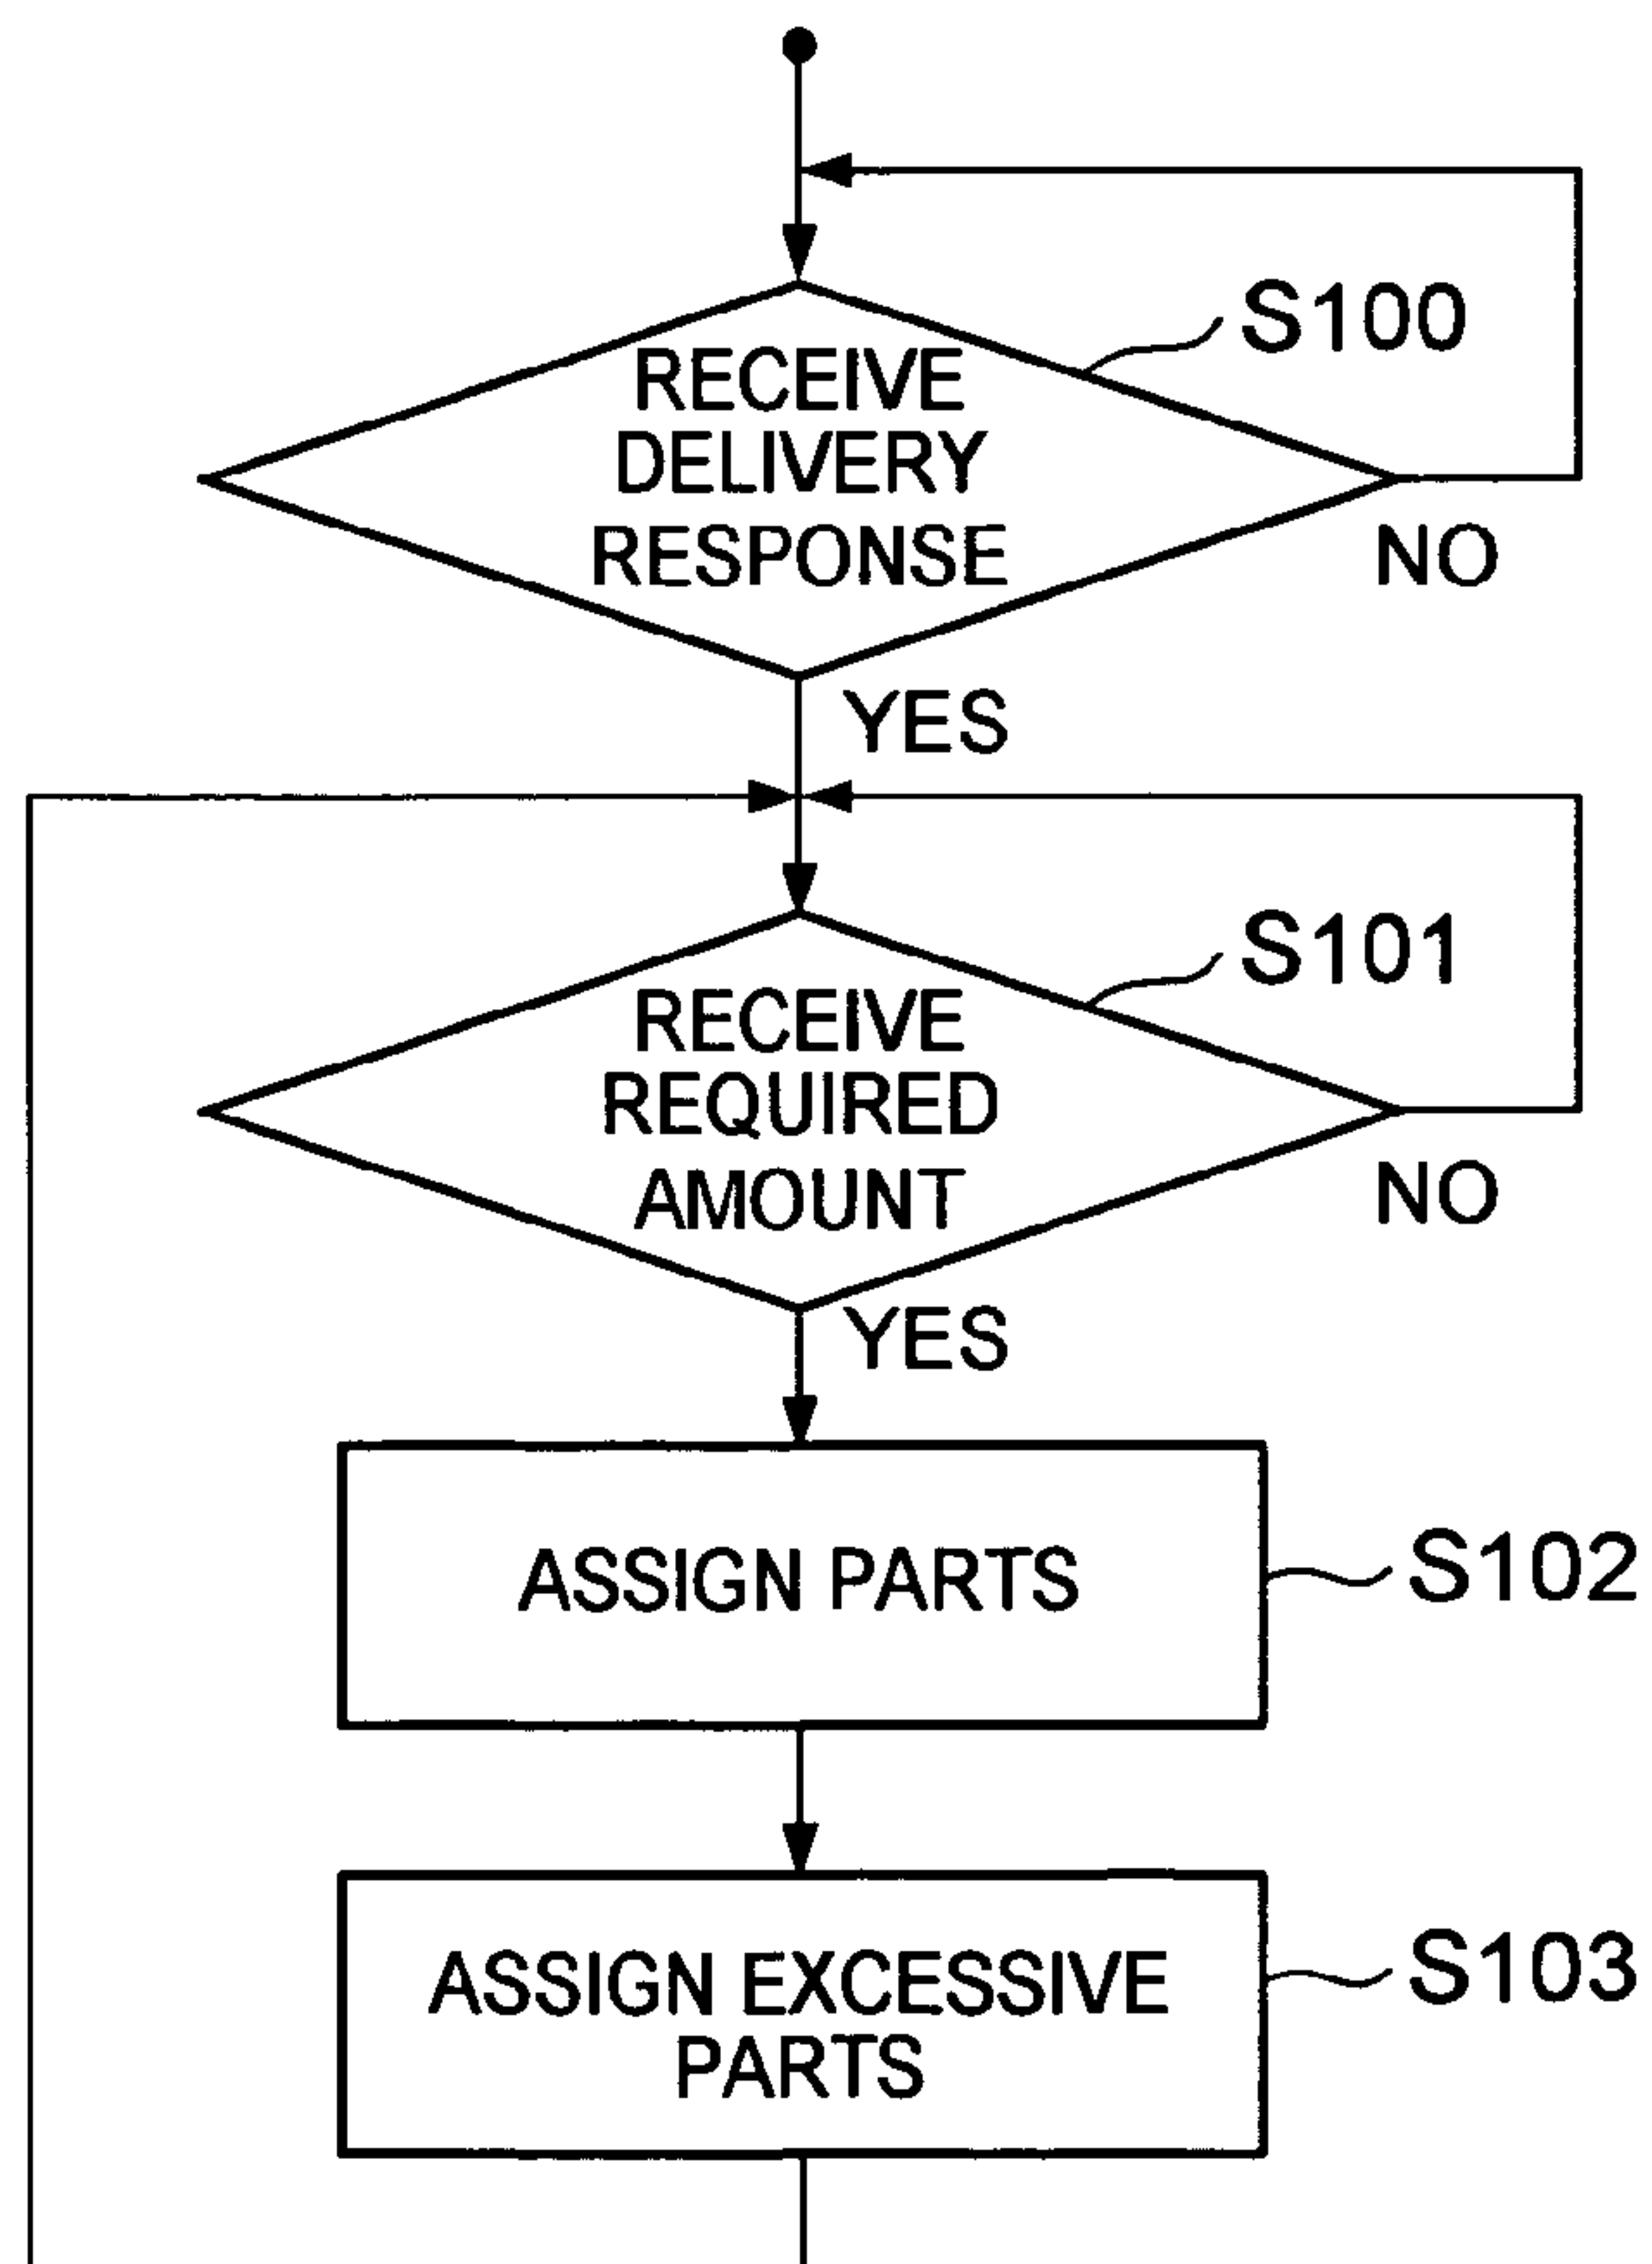 S100
RECEIVE
DELIVERY
RESPONSE
NO
YES
S101
RECEIVE
REQUIRED
AMOUNT
NO
YES
ASSIGN PARTS
S102
ASSIGN EXCESSIVE
PARTS
S103